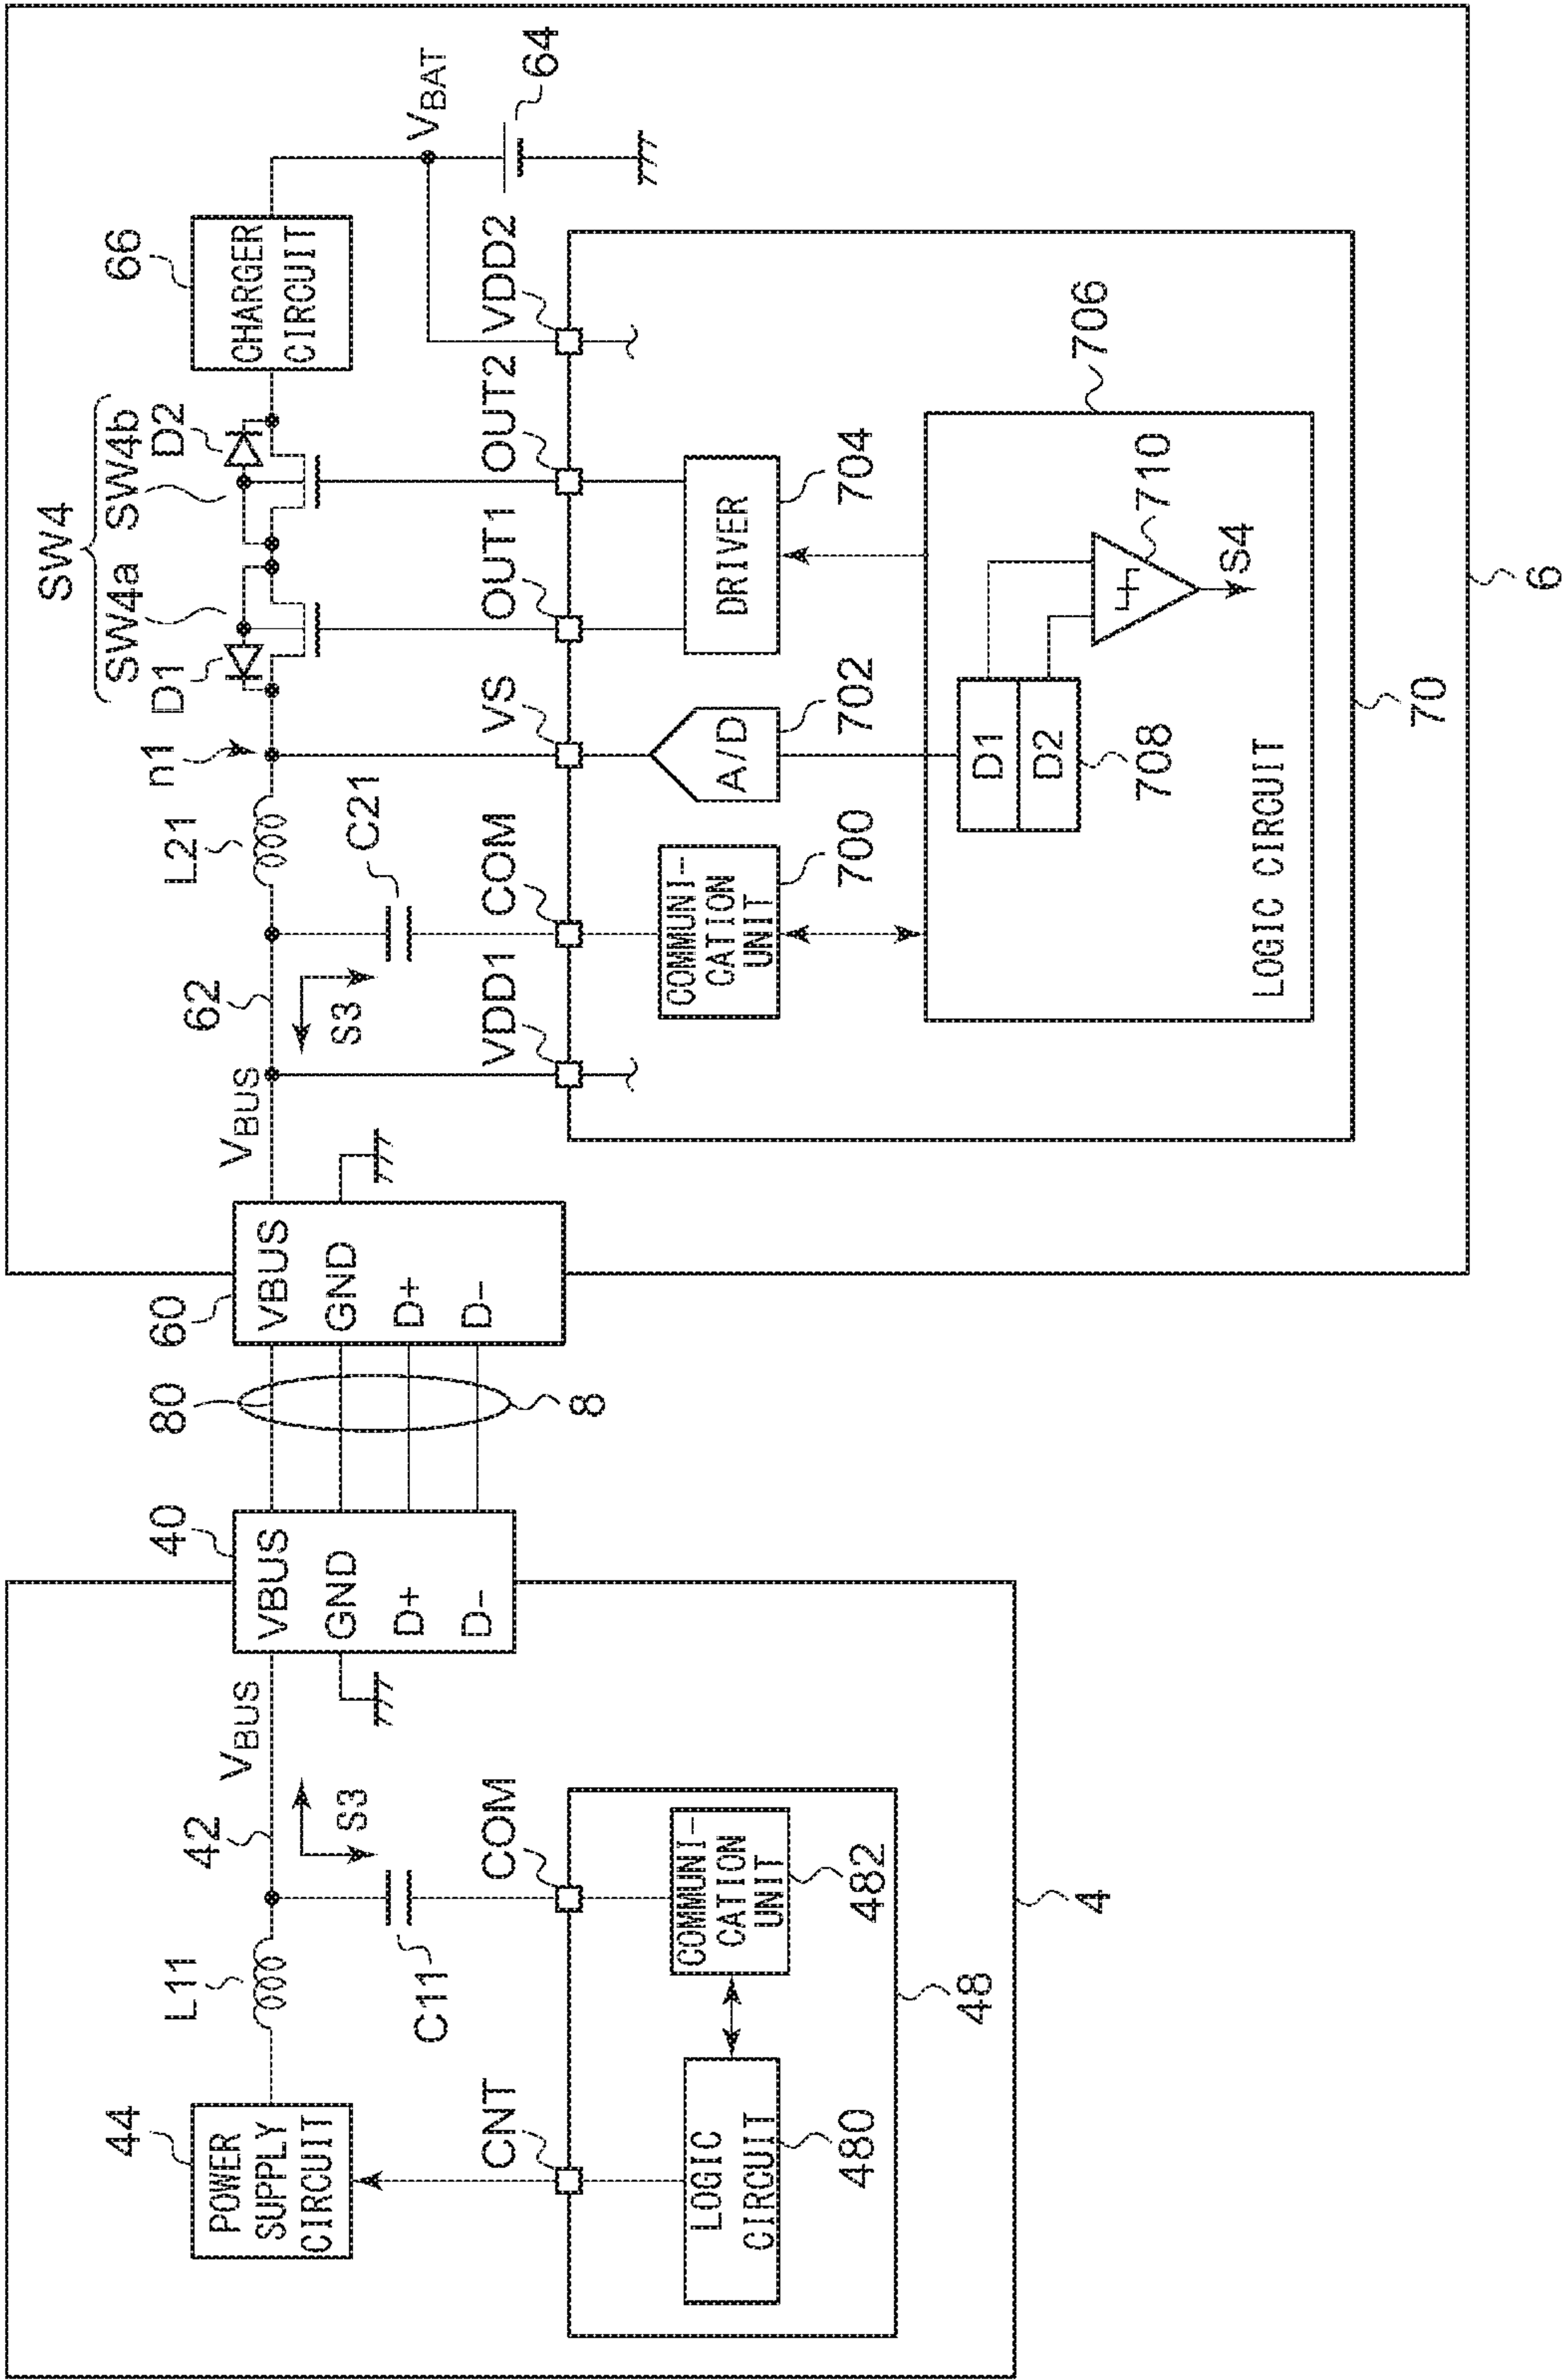 44
POWER
SUPPLY
CIRCUIT
L11
42
VBUS
S3
C11
CNT
COM
LOGIC
CIRCUIT
480
COMMUNI-
CATION
UNIT
482
48
4
40
VBUS
GND
D+
D-
80
8
60
VBUS
GND
D+
D-
VBUS
62
S3
L21
C21
n1
SW4
SW4a
SW4b
D1
D2
66
CHARGER
CIRCUIT
VBAT
64
VDD1
COM
VS
OUT1
OUT2
VDD2
COMMUNI-
CATION
UNIT
700
A/D
702
DRIVER
704
706
D1
D2
708
710
S4
LOGIC CIRCUIT
70
6